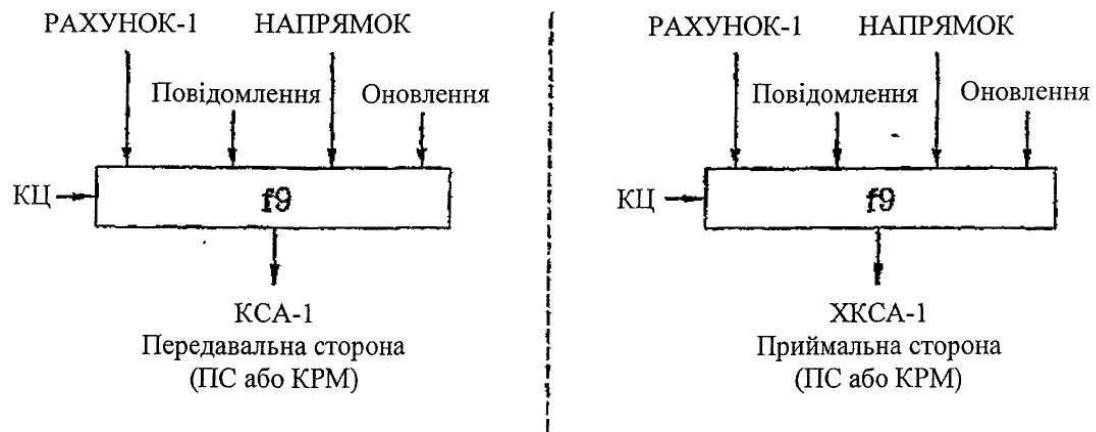 РАХУНОК-1 НАПРЯМОК
Повідомлення Оновлення
КЦ f9
КСА-1
Передавальна сторона
(ПС або КРМ)
РАХУНОК-1 НАПРЯМОК
Повідомлення Оновлення
КЦ f9
ХКСА-1
Приймальна сторона
(ПС або КРМ)